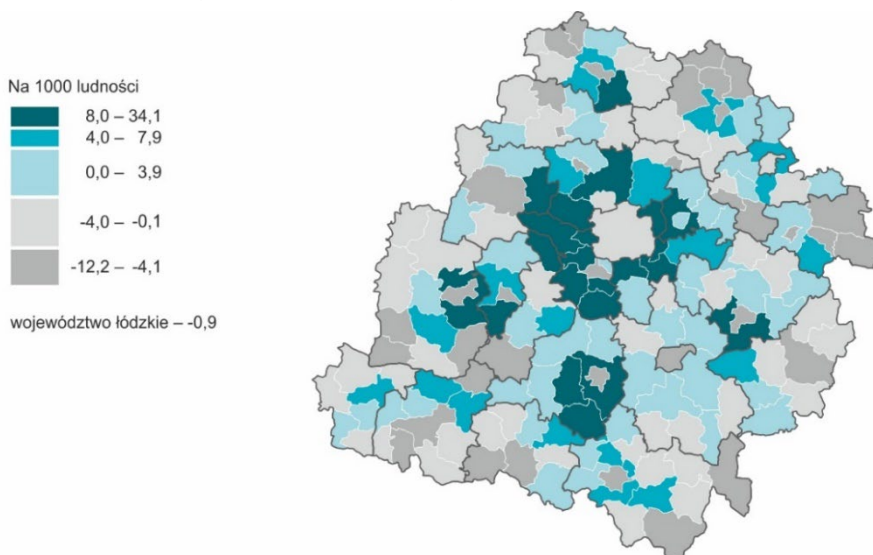 Na 1000 ludności
8,0 – 34,1
4,0 – 7,9
0,0 – 3,9
-4,0 – -0,1
-12,2 – -4,1
województwo łódzkie – -0,9